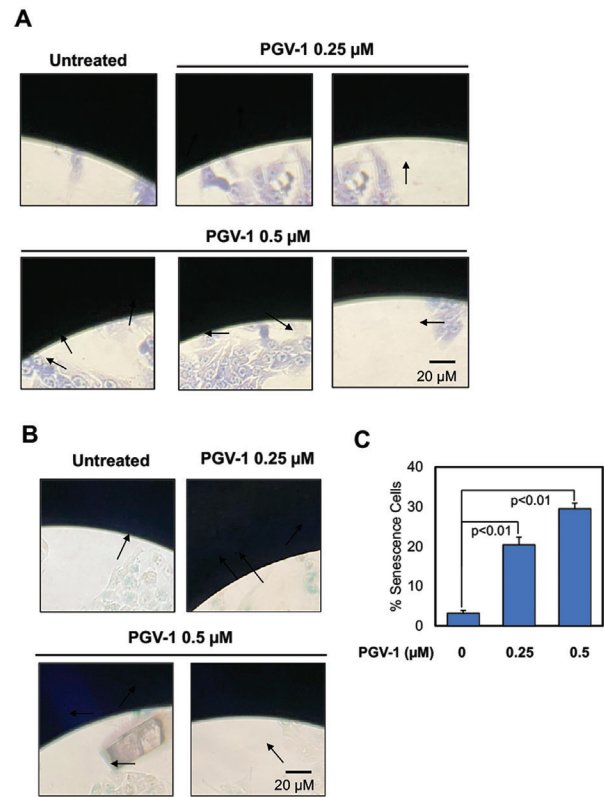 A
PGV-1 0.25 µM
Untreated
PGV-1 0.5 µM
20 µM
B
Untreated
PGV-1 0.25 µM
PGV-1 0.5 µM
20 µM
C
% Senescence Cells
40
30
20
10
0
p<0.01
p<0.01
PGV-1 (µM)
0
0.25
0.5